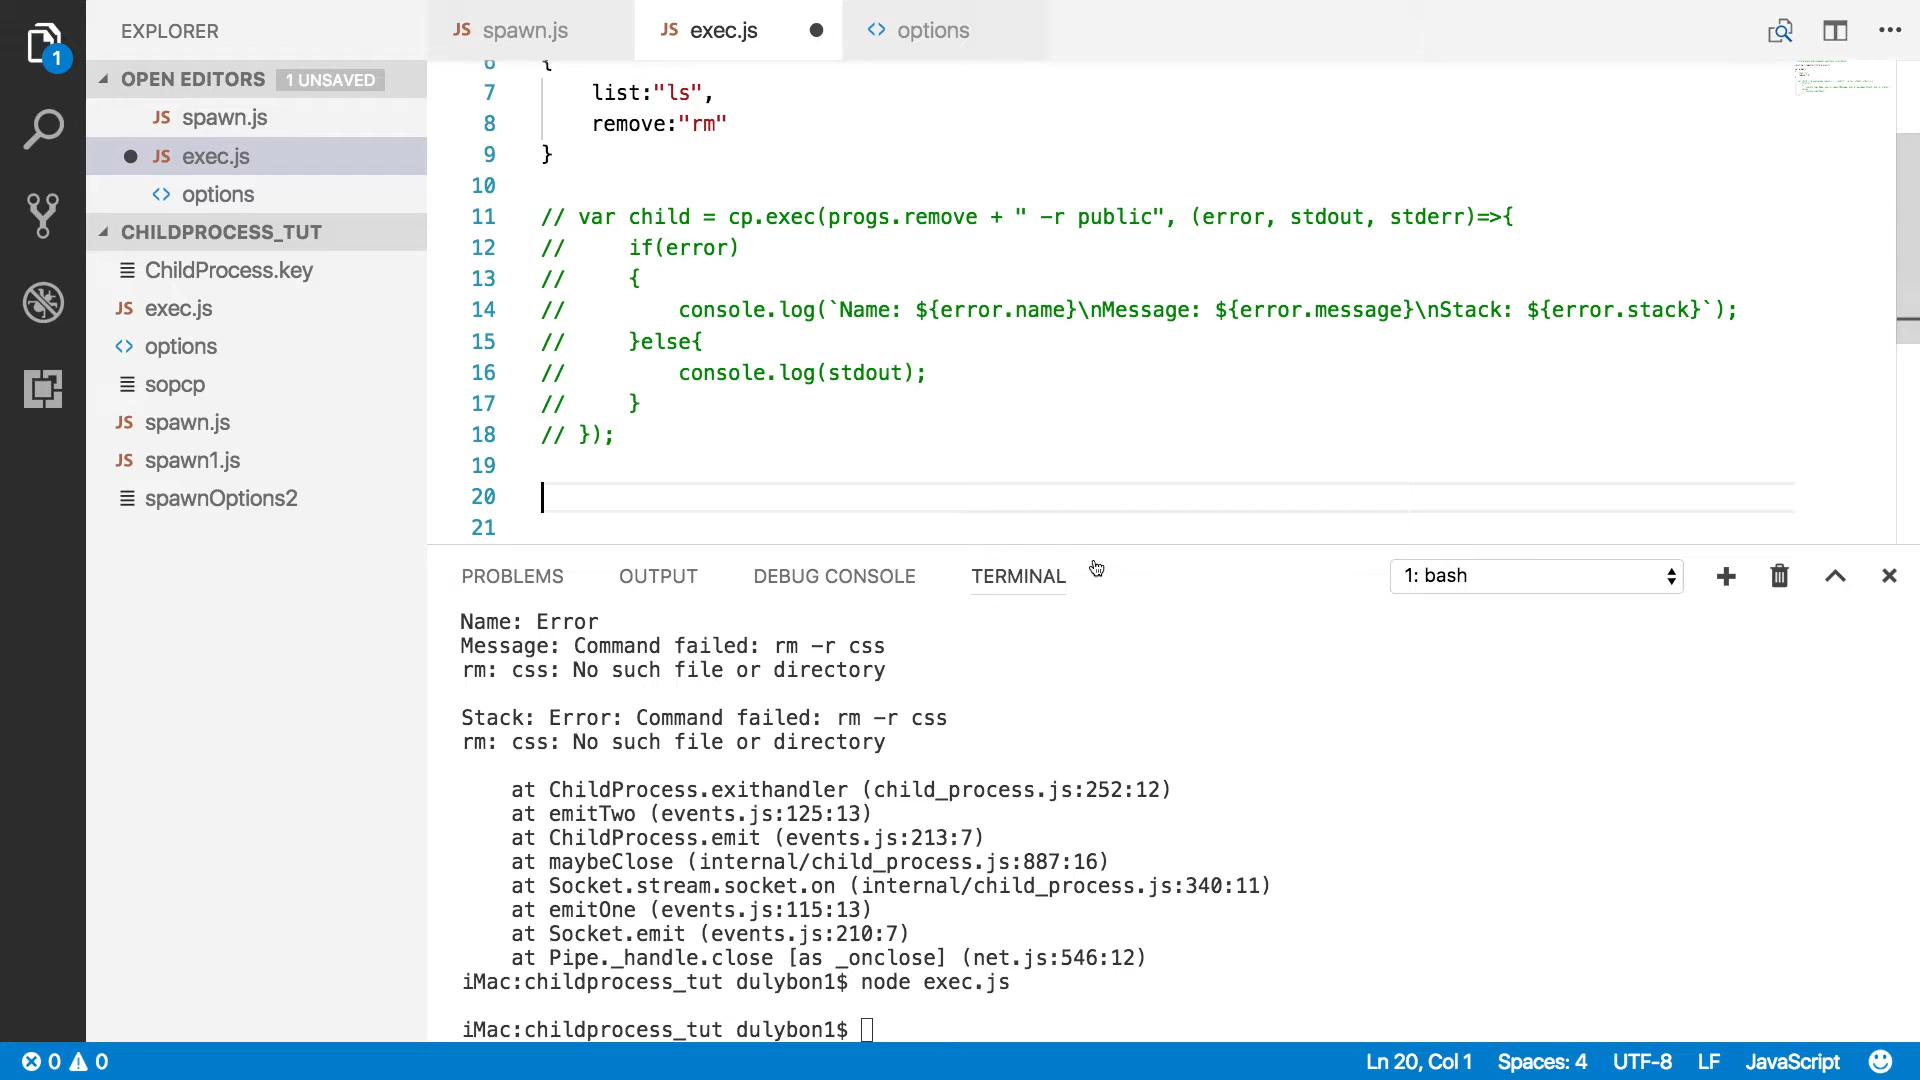 EXPLORER
JS spawn.js
JS exec.js
<> options
1
OPEN EDITORS 1 UNSAVED
JS spawn.js
JS exec.js
<> options
CHILDPROCESS_TUT
ChildProcess.key
JS exec.js
<> options
sopcp
JS spawn.js
JS spawn1.js
spawnOptions2
6 {
7 list:"ls",
8 remove:"rm"
9 }
10
11 // var child = cp.exec(progs.remove + " -r public", (error, stdout, stderr)=>{
12 // if(error)
13 // {
14 // console.log(`Name: ${error.name}\nMessage: ${error.message}\nStack: ${error.stack}`);
15 // }else{
16 // console.log(stdout);
17 // }
18 // });
19
20
21
PROBLEMS OUTPUT DEBUG CONSOLE TERMINAL 1: bash
Name: Error
Message: Command failed: rm -r css
rm: css: No such file or directory
Stack: Error: Command failed: rm -r css
rm: css: No such file or directory
at ChildProcess.exithandler (child_process.js:252:12)
at emitTwo (events.js:125:13)
at ChildProcess.emit (events.js:213:7)
at maybeClose (internal/child_process.js:887:16)
at Socket.stream.socket.on (internal/child_process.js:340:11)
at emitOne (events.js:115:13)
at Socket.emit (events.js:210:7)
at Pipe._handle.close [as _onclose] (net.js:546:12)
iMac:childprocess_tut dulybon1$ node exec.js
iMac:childprocess_tut dulybon1$
0 0 Ln 20, Col 1 Spaces: 4 UTF-8 LF JavaScript